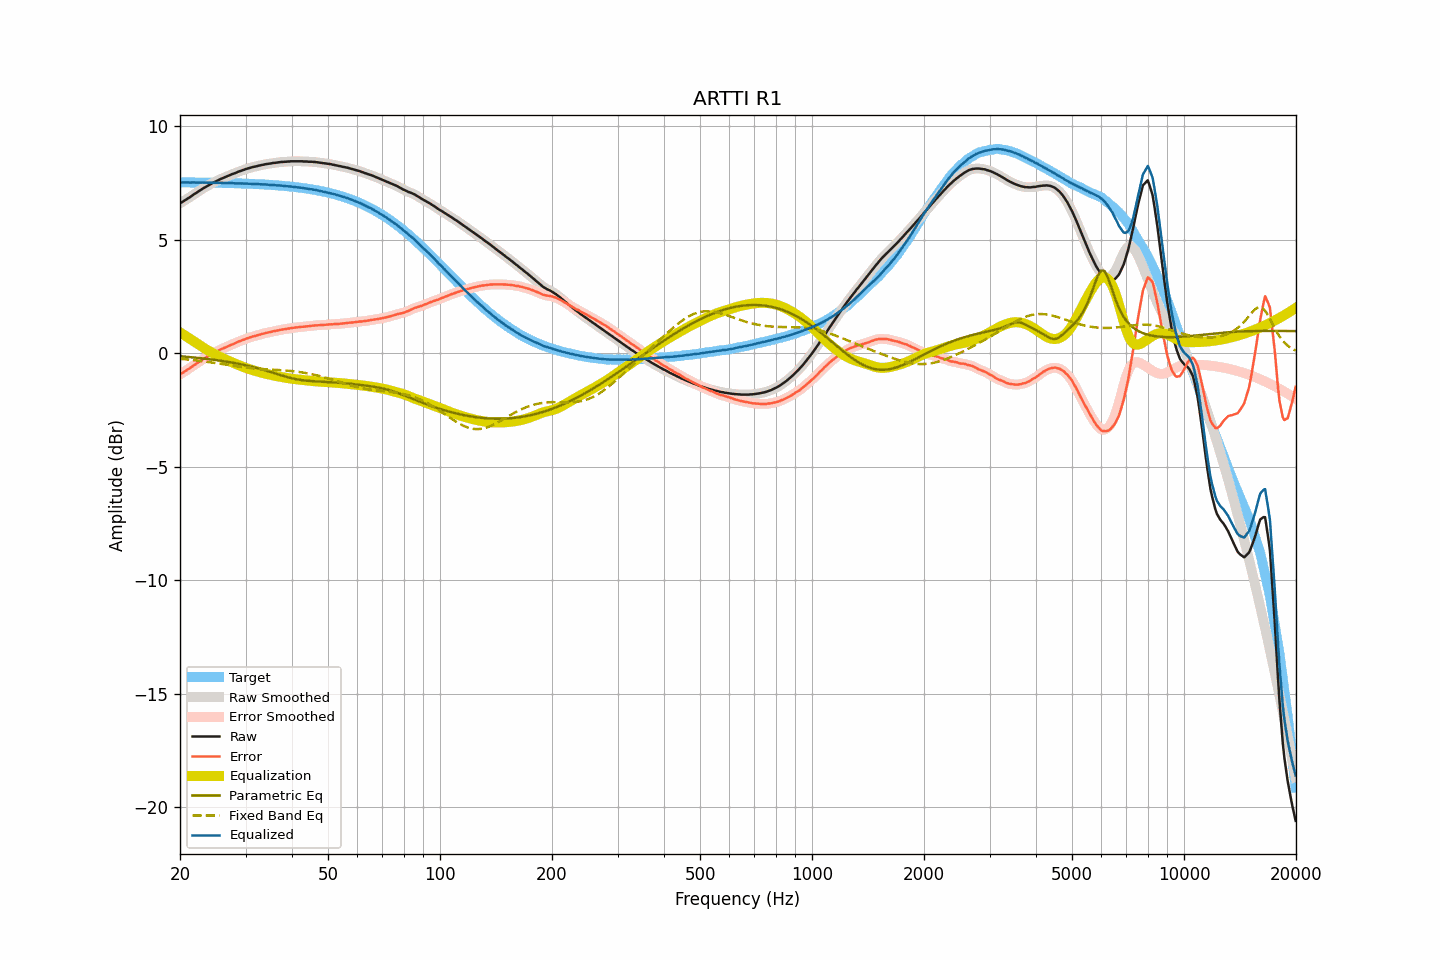 ARTTI R1
10
5
0
−5
−10
−15
−20
Amplitude (dBr)
Target
Raw Smoothed
Error Smoothed
Raw
Error
Equalization
Parametric Eq
Fixed Band Eq
Equalized
20 50 100 200 500 1000 2000 5000 10000 20000
Frequency (Hz)